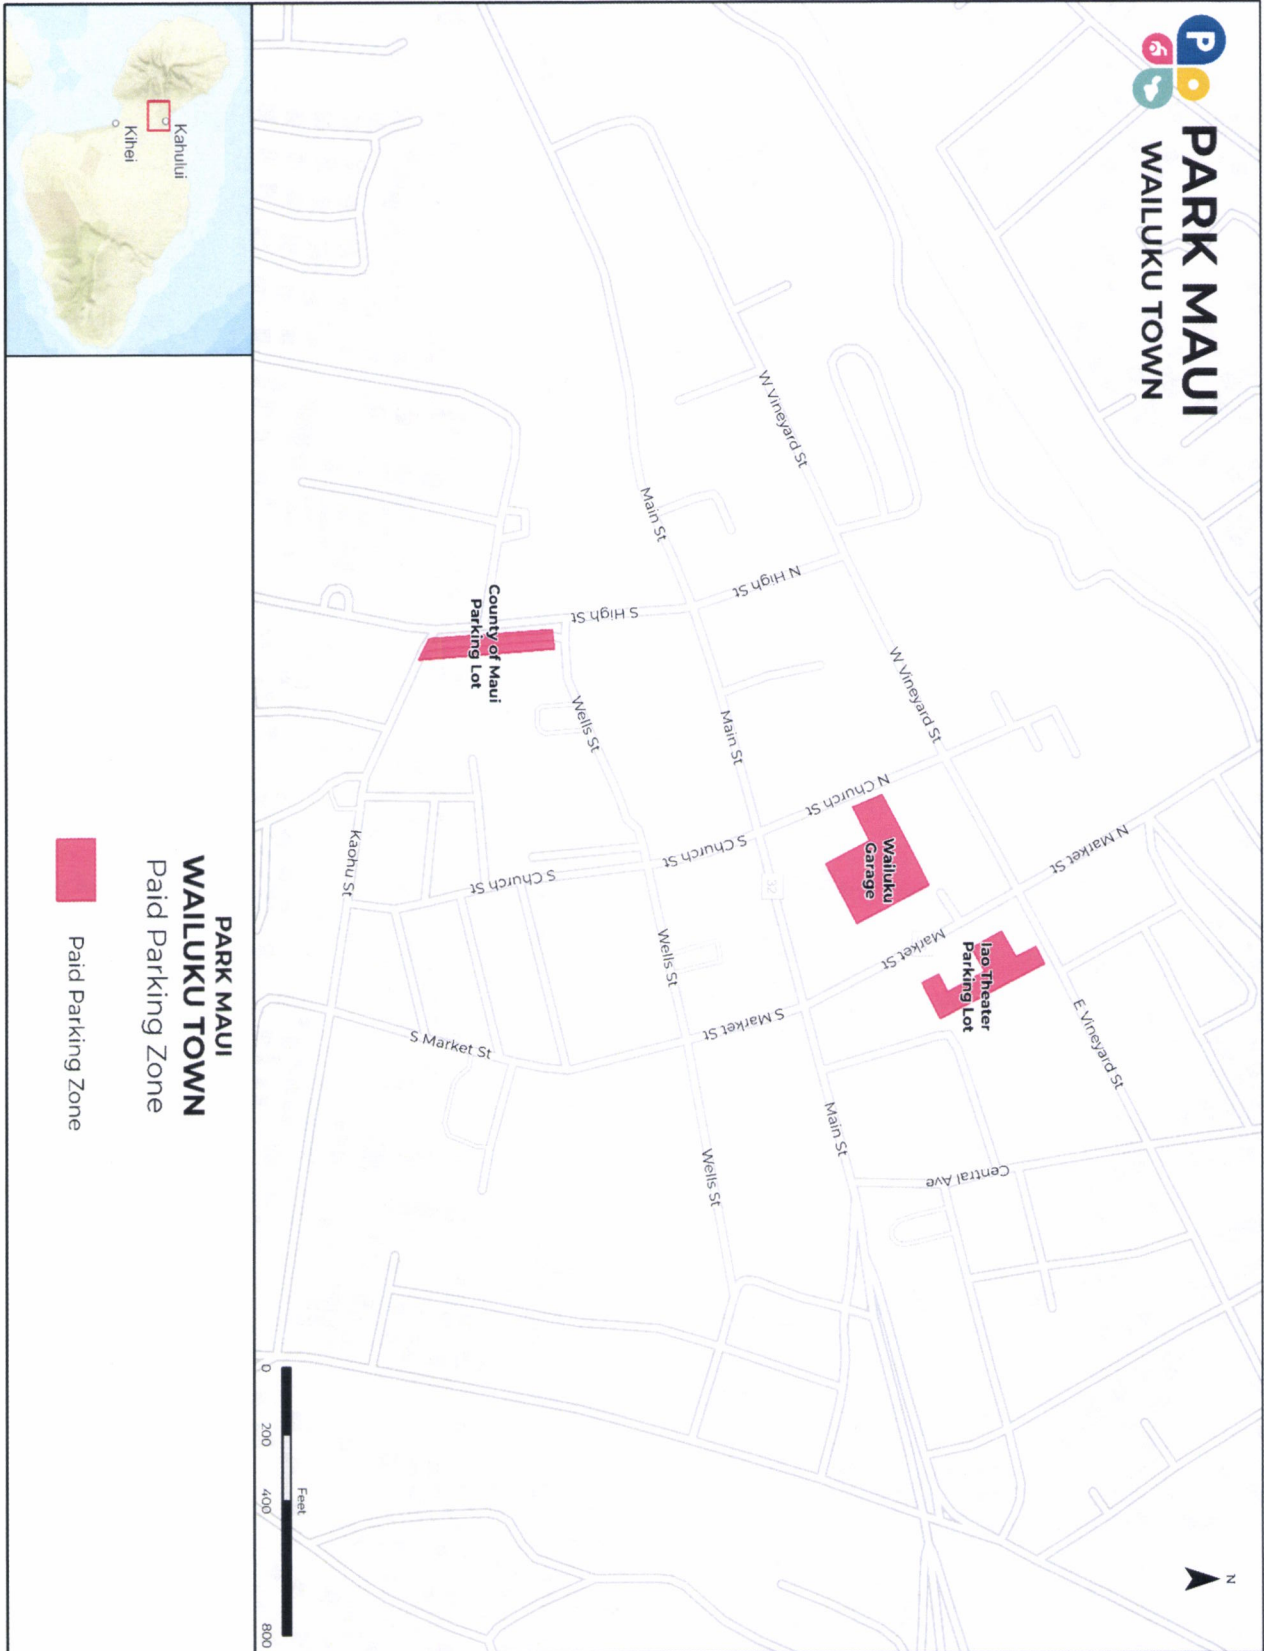 P
PARK MAUI
WAILUKU TOWN
N
W Vineyard St
W Vineyard St
N Market St
E Vineyard St
N High St
N Church St
Wailuku
Garage
Market St
Iao Theater
Parking Lot
Central Ave
Main St
Main St
32
Main St
S High St
S Church St
S Market St
Wells St
Wells St
Wells St
County of Maui
Parking Lot
S Church St
S Market St
Kaohu St
Feet
0 200 400 800
Kahului
Kihei
PARK MAUI
WAILUKU TOWN
Paid Parking Zone
Paid Parking Zone